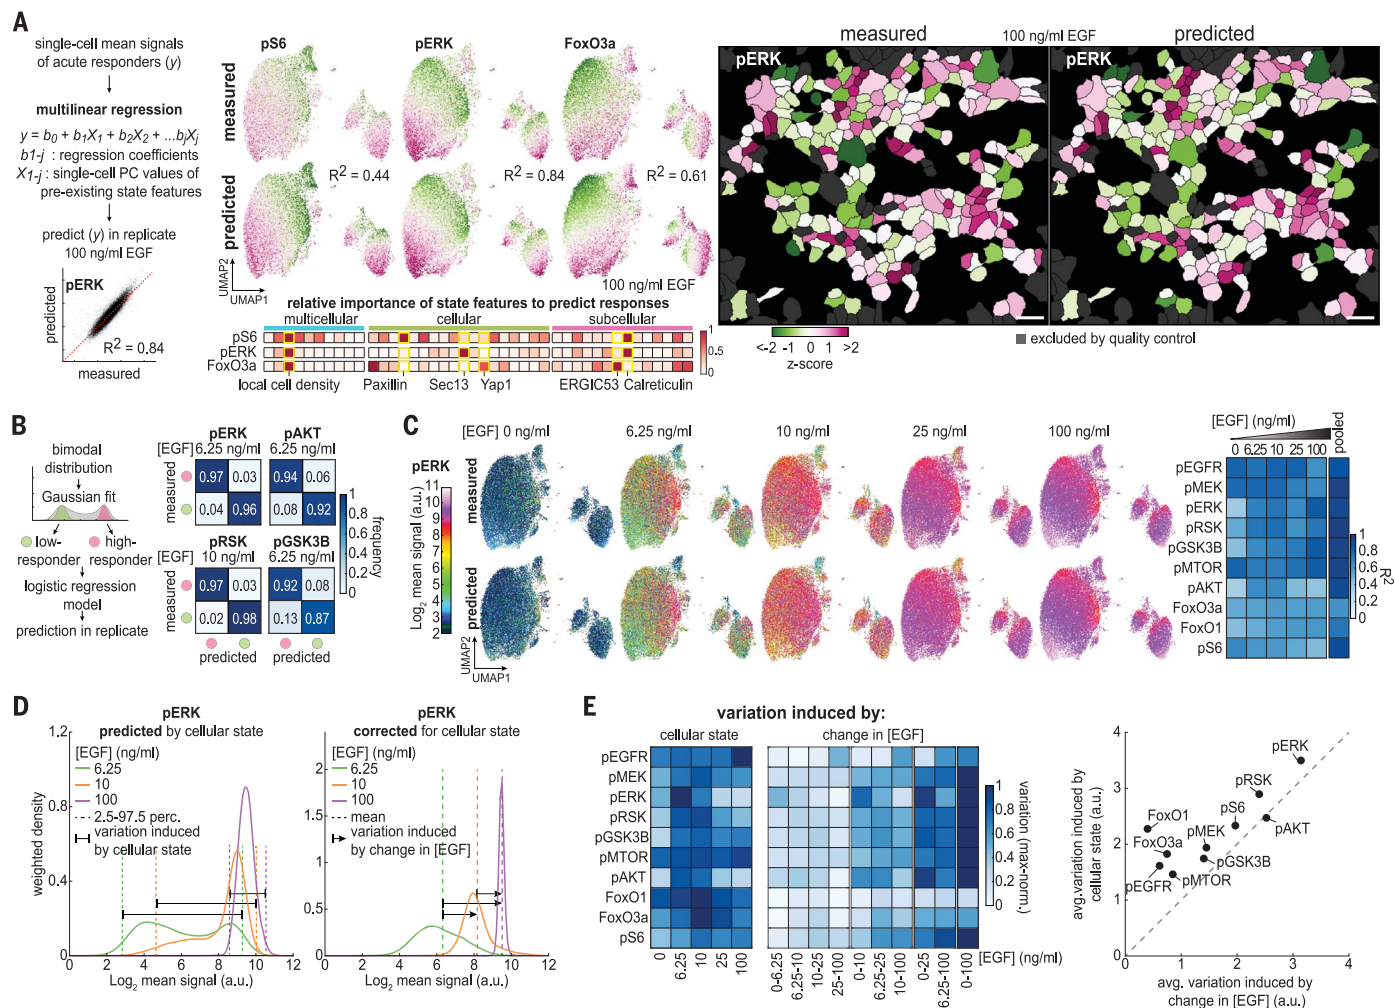 A
single-cell mean signals
of acute responders (y)
multilinear regression
y = b0 + b1X1 + b2X2 + ...bjXj
b1-j : regression coefficients
X1-j : single-cell PC values of
pre-existing state features
predict (y) in replicate
100 ng/ml EGF
pERK
predicted
R2 = 0.84
measured
pS6
pERK
FoxO3a
measured
R2 = 0.44
R2 = 0.84
R2 = 0.61
predicted
UMAP2
UMAP1
100 ng/ml EGF
relative importance of state features to predict responses
multicellular
cellular
subcellular
pS6
pERK
FoxO3a
1
0.5
0
local cell density
Paxillin
Sec13
Yap1
ERGIC53
Calreticulin
measured
100 ng/ml EGF
predicted
pERK
pERK
<-2 -1 0 1 >2
z-score
excluded by quality control
B
bimodal
distribution
Gaussian fit
low-
responder
high-
responder
logistic regression
model
prediction in replicate
pERK
pAKT
[EGF] 6.25 ng/ml
6.25 ng/ml
measured
0.97 0.03
0.04 0.96
0.94 0.06
0.08 0.92
pRSK
pGSK3B
[EGF] 10 ng/ml
6.25 ng/ml
measured
0.97 0.03
0.02 0.98
0.92 0.08
0.13 0.87
predicted
predicted
1
0.8
0.6
0.4
0.2
0
frequency
C
[EGF] 0 ng/ml
6.25 ng/ml
10 ng/ml
25 ng/ml
100 ng/ml
pERK
Log2 mean signal (a.u.)
11
10
9
8
7
6
5
4
3
2
measured
predicted
UMAP2
UMAP1
[EGF] (ng/ml)
0
6.25
10
25
100
pooled
pEGFR
pMEK
pERK
pRSK
pGSK3B
pMTOR
pAKT
FoxO3a
FoxO1
pS6
1
0.8
0.6
0.4
0.2
0
R2
D
pERK
predicted by cellular state
[EGF] (ng/ml)
6.25
10
100
2.5-97.5 perc.
variation induced
by cellular state
weighted density
1.2
0.8
0.4
0
0 2 4 6 8 10 12
Log2 mean signal (a.u.)
pERK
corrected for cellular state
[EGF] (ng/ml)
6.25
10
100
mean
variation induced
by change in [EGF]
2
1.5
1
0.5
0
0 2 4 6 8 10 12
Log2 mean signal (a.u.)
E
variation induced by:
cellular state
change in [EGF]
pEGFR
pMEK
pERK
pRSK
pGSK3B
pMTOR
pAKT
FoxO1
FoxO3a
pS6
0
6.25
10
25
100
0-6.25
6.25-10
10-25
25-100
0-10
6.25-25
10-100
0-25
6.25-100
0-100
[EGF] (ng/ml)
1
0.8
0.6
0.4
0.2
0
variation (max-norm.)
avg.variation induced by
cellular state (a.u.)
4
3
2
1
0
pERK
pRSK
pS6
FoxO1
pMEK
pAKT
FoxO3a
pGSK3B
pEGFR
pMTOR
0 1 2 3 4
avg. variation induced by
change in [EGF] (a.u.)